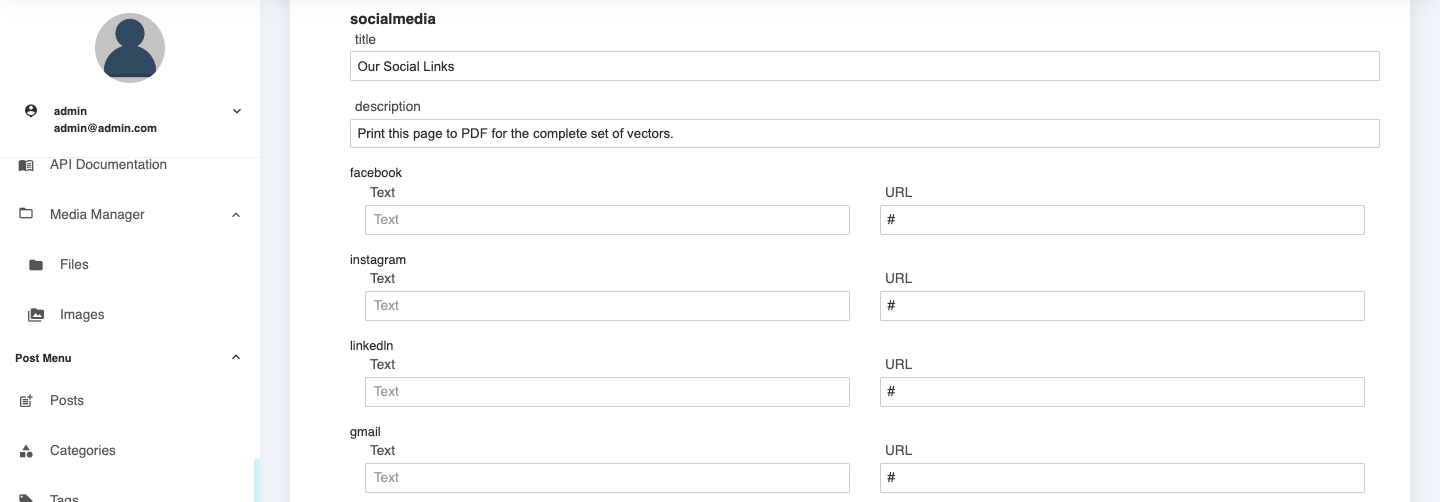 admin
admin@admin.com
API Documentation
Media Manager
Files
Images
Post Menu
Posts
Categories
Tags
socialmedia
title
Our Social Links
description
Print this page to PDF for the complete set of vectors.
facebook
Text URL
Text #
instagram
Text URL
Text #
linkedIn
Text URL
Text #
gmail
Text URL
Text #